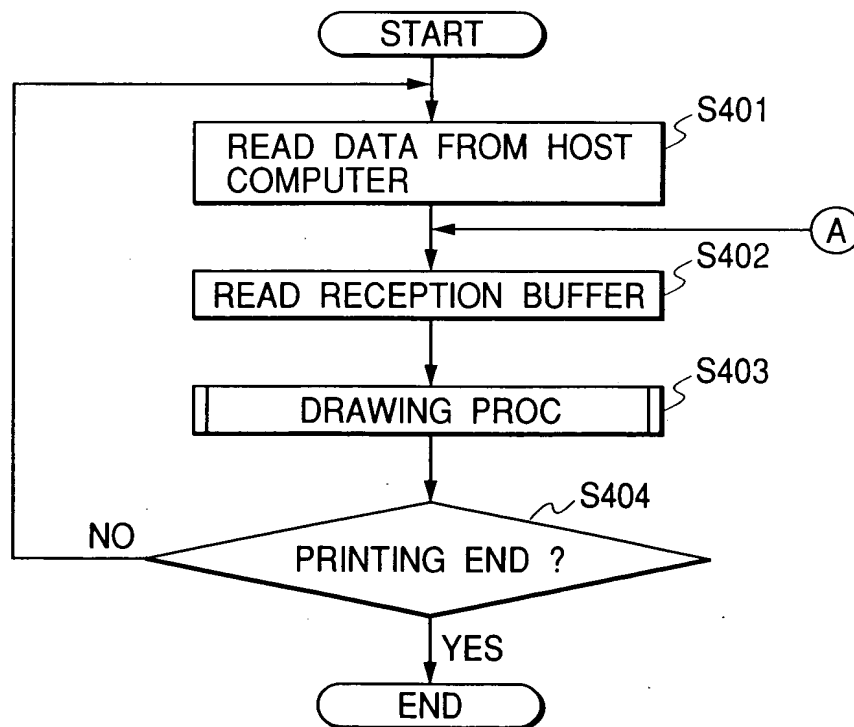 START
S401
READ DATA FROM HOST
COMPUTER
A
S402
READ RECEPTION BUFFER
S403
DRAWING PROC
S404
NO
PRINTING END ?
YES
END